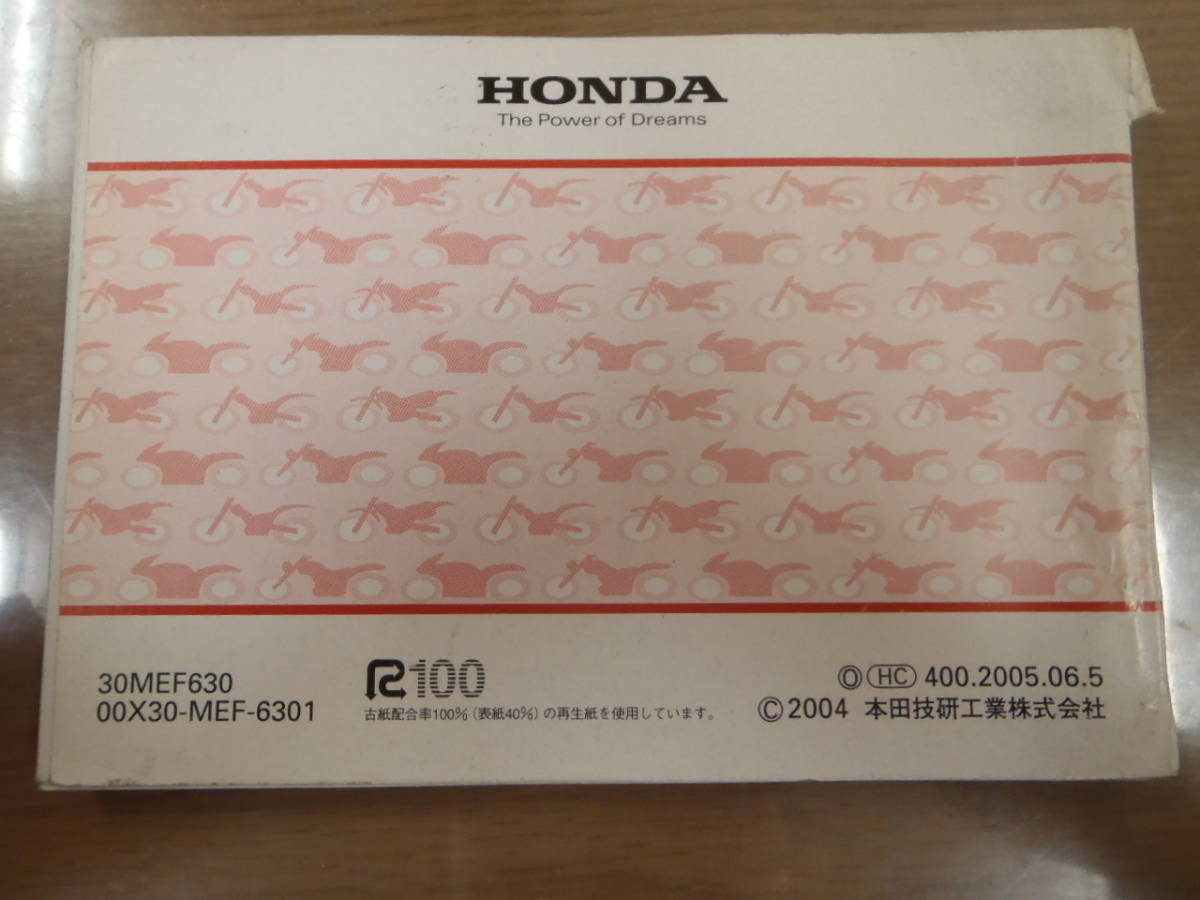 HONDA
The Power of Dreams
30MEF630
00X30-MEF-6301
R100
古紙配合率100%(表紙40%)の再生紙を使用しています。
Ⓞ HC 400.2005.06.5
©2004 本田技研工業株式会社